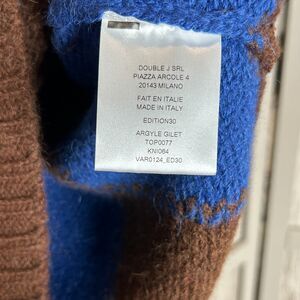 DOUBLE J SRL
PIAZZA ARCOLE 4
20143 MILANO
FAIT EN ITALIE
MADE IN ITALY
EDITION30
ARGYLE GILET
TOP0077
KNI064
VAR0124_ED30